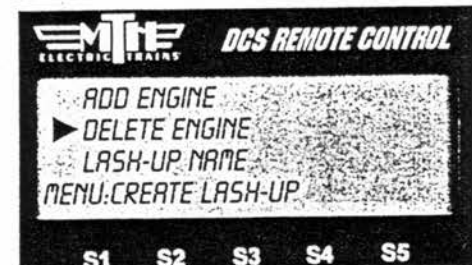 MTH DCS REMOTE CONTROL
ELECTRIC TRAINS
ADD ENGINE
DELETE ENGINE
LASH-UP NAME
MENU:CREATE LASH-UP
S1 S2 S3 S4 S5